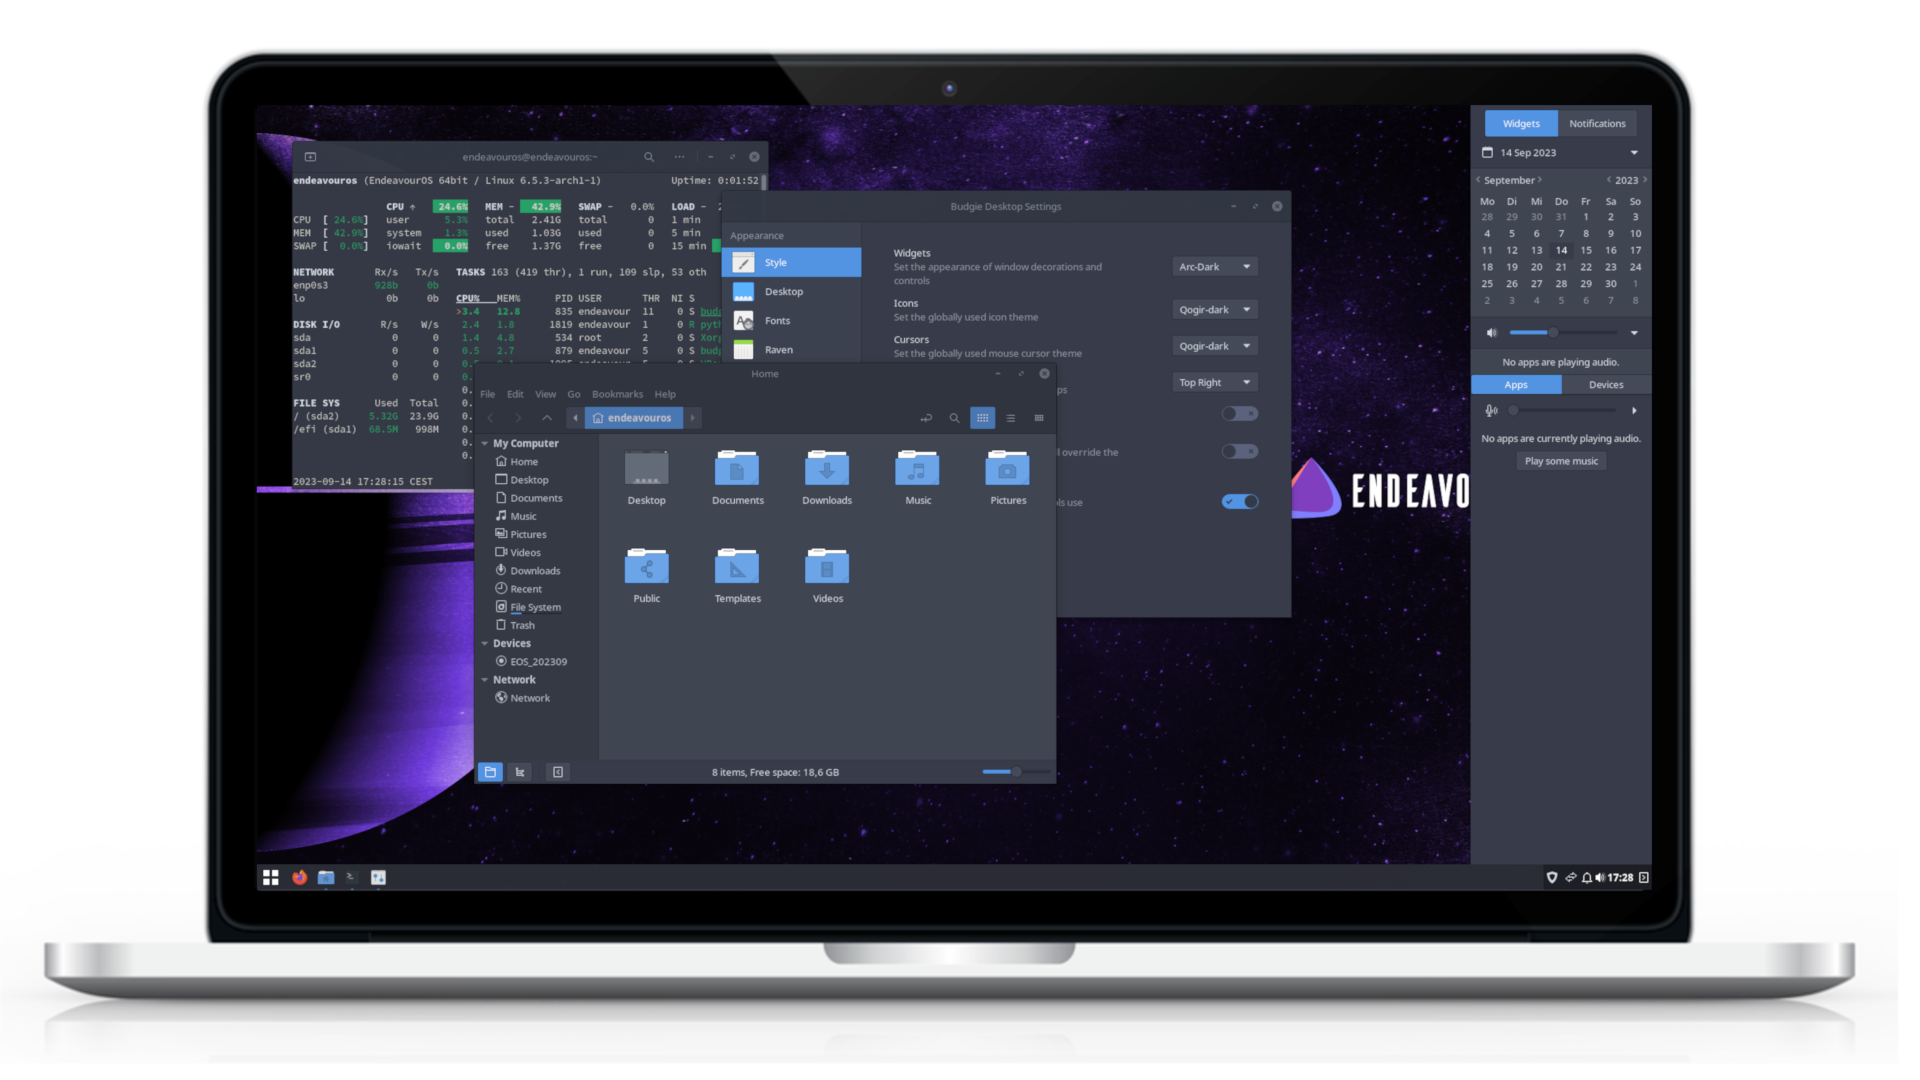 endeavouros@endeavouros:~
endeavouros (EndeavourOS 64bit / Linux 6.5.3-arch1-1) Uptime: 0:01:52
CPU 24.6% MEM - 42.9% SWAP - 0.0% LOAD -
CPU [ 24.6%] user 5.3% total 2.41G total 0 1 min
MEM [ 42.9%] system 1.3% used 1.03G used 0 5 min
SWAP [ 0.0%] iowait 0.0% free 1.37G free 0 15 min
NETWORK Rx/s Tx/s TASKS 163 (419 thr), 1 run, 109 slp, 53 oth
enp0s3 928b 0b
lo 0b 0b CPU% MEM% PID USER THR NI S
>3.4 12.8 835 endeavour 11 0 S budg
DISK I/O R/s W/s 2.4 1.8 1819 endeavour 1 0 R pyth
sda 0 0 1.4 4.8 534 root 2 0 S Xorg
sda1 0 0 0.5 2.7 879 endeavour 5 0 S budg
sda2 0 0
sr0 0 0 0.
0.
FILE SYS Used Total 0.
/ (sda2) 5.32G 23.9G 0.
/efi (sda1) 68.5M 998M 0.
0.
0.
2023-09-14 17:28:15 CEST
Budgie Desktop Settings
Appearance
Style
Desktop
Fonts
Raven
Widgets
Set the appearance of window decorations and
controls
Arc-Dark
Icons
Set the globally used icon theme
Qogir-dark
Cursors
Set the globally used mouse cursor theme
Qogir-dark
ps
Top Right
l override the
ls use
Home
File Edit View Go Bookmarks Help
endeavouros
My Computer
Home
Desktop
Documents
Music
Pictures
Videos
Downloads
Recent
File System
Trash
Devices
EOS_202309
Network
Network
Desktop Documents Downloads Music Pictures
Public Templates Videos
8 items, Free space: 18,6 GB
ENDEAVO
Widgets Notifications
14 Sep 2023
September 2023
Mo Di Mi Do Fr Sa So
28 29 30 31 1 2 3
4 5 6 7 8 9 10
11 12 13 14 15 16 17
18 19 20 21 22 23 24
25 26 27 28 29 30 1
2 3 4 5 6 7 8
No apps are playing audio.
Apps Devices
No apps are currently playing audio.
Play some music
17:28